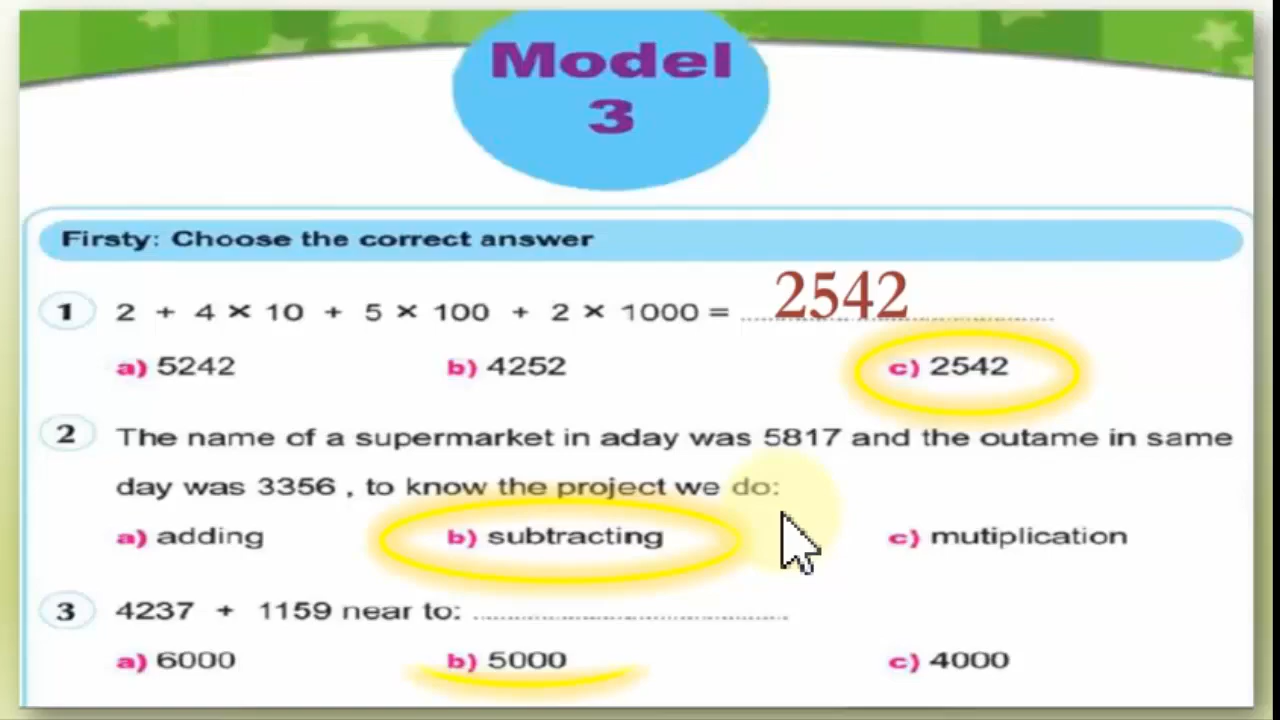 Model
3
Firsty: Choose the correct answer
1 2 + 4 × 10 + 5 × 100 + 2 × 1000 = .......... 2542 ..........
a) 5242 b) 4252 c) 2542
2 The name of a supermarket in aday was 5817 and the outame in same
day was 3356 , to know the project we do:
a) adding b) subtracting c) mutiplication
3 4237 + 1159 near to: ..............................
a) 6000 b) 5000 c) 4000